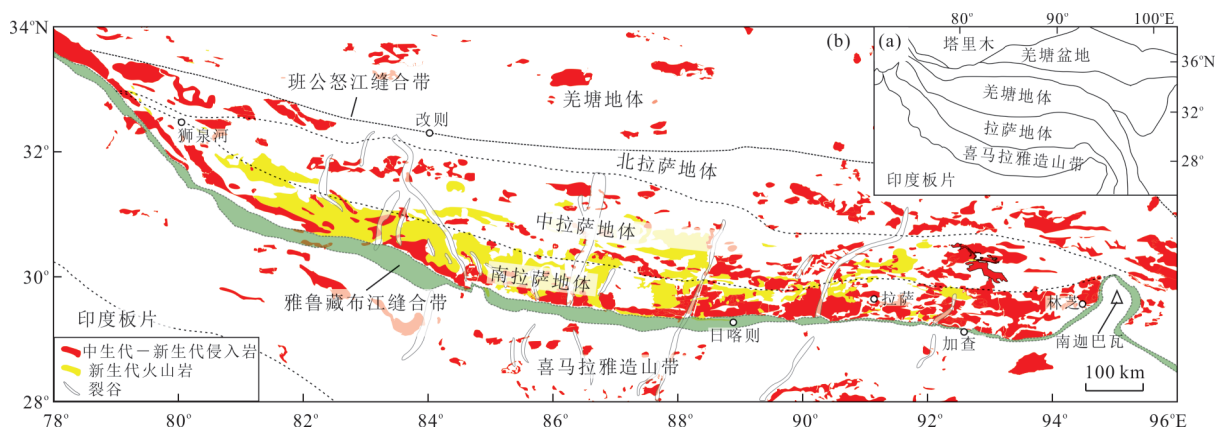 34°N
32°
30°
28°
78°
80°
82°
84°
86°
88°
90°
92°
94°
96°E
(b)
班公怒江缝合带
羌塘地体
改则
狮泉河
北拉萨地体
中拉萨地体
南拉萨地体
雅鲁藏布江缝合带
印度板片
拉萨
林芝
日喀则
加查
南迦巴瓦
喜马拉雅造山带
100 km
中生代－新生代侵入岩
新生代火山岩
裂谷
(a)
80°
90°
100°E
36°N
32°
28°
塔里木
羌塘盆地
羌塘地体
拉萨地体
喜马拉雅造山带
印度板片